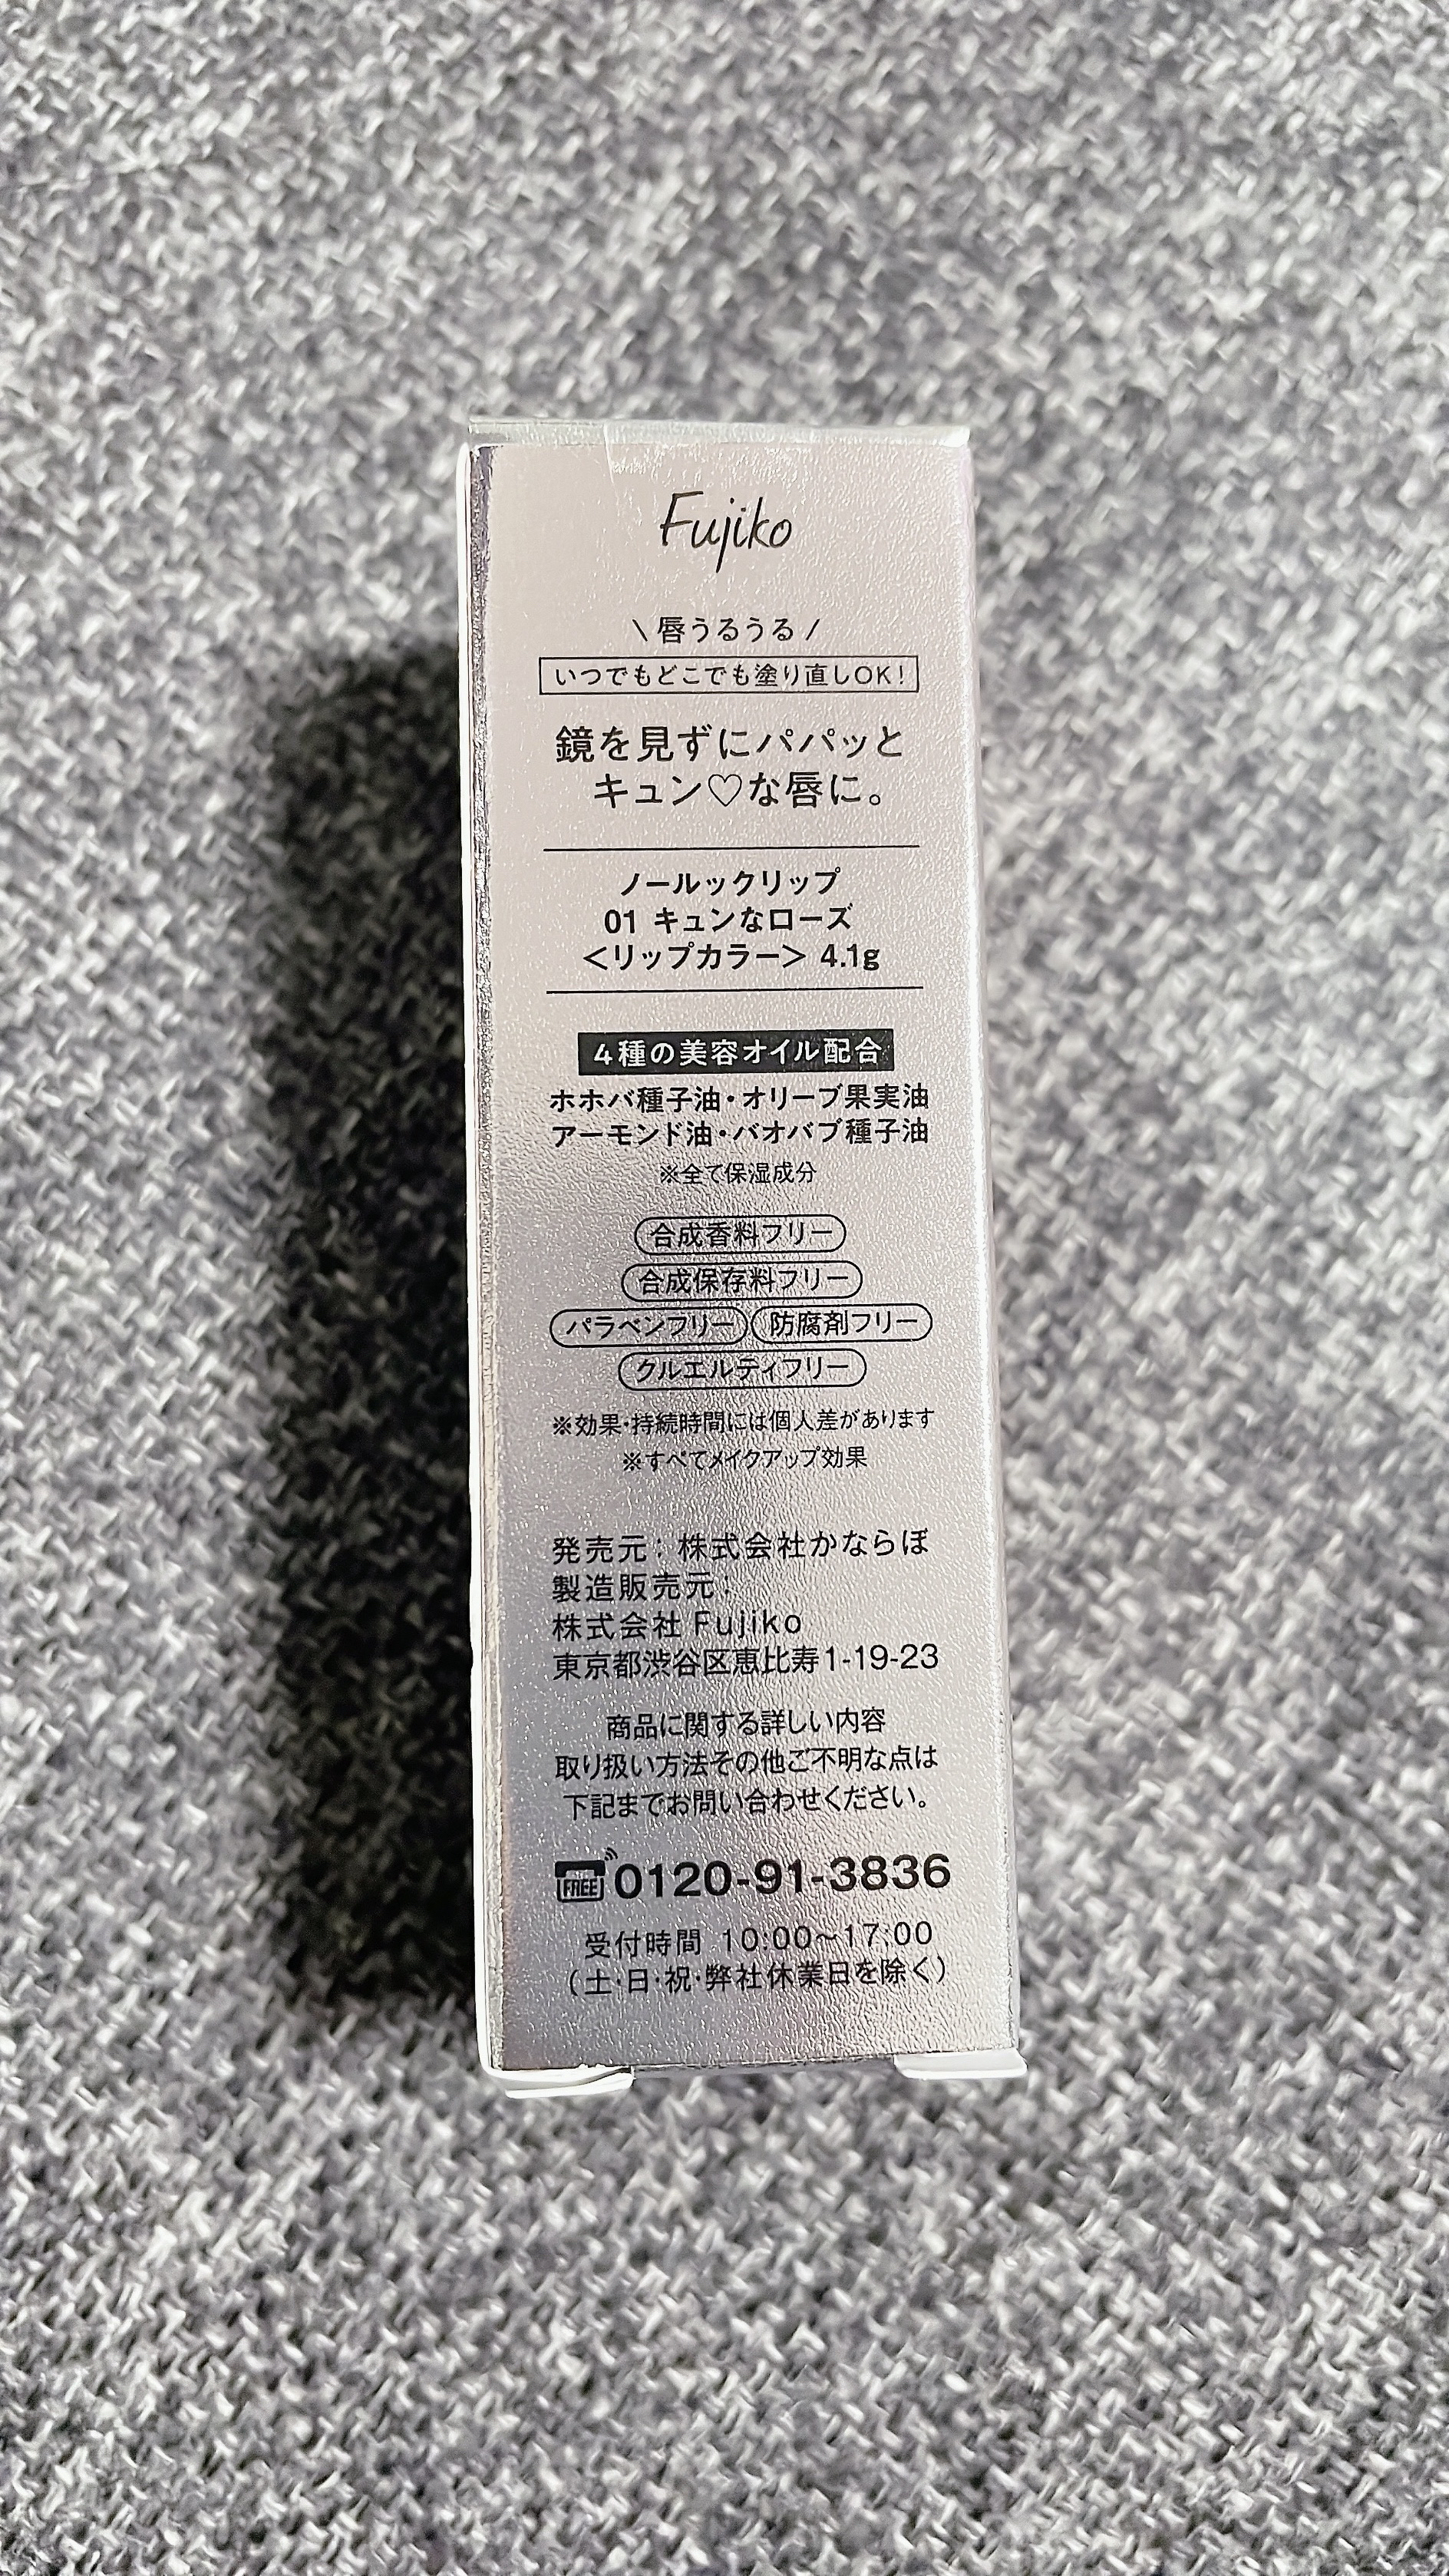 Fujiko
\ 唇うるうる /
いつでもどこでも塗り直しOK!
鏡を見ずにパパッと
キュン♡な唇に。
ノールックリップ
01 キュンなローズ
<リップカラー> 4.1g
4種の美容オイル配合
ホホバ種子油・オリーブ果実油
アーモンド油・バオバブ種子油
※全て保湿成分
合成香料フリー
合成保存料フリー
パラベンフリー 防腐剤フリー
クルエルティフリー
※効果・持続時間には個人差があります
※すべてメイクアップ効果
発売元：株式会社かならぼ
製造販売元：
株式会社 Fujiko
東京都渋谷区恵比寿1-19-23
商品に関する詳しい内容
取り扱い方法その他ご不明な点は
下記までお問い合わせください。
FREE 0120-91-3836
受付時間 10:00〜17:00
(土・日・祝・弊社休業日を除く)